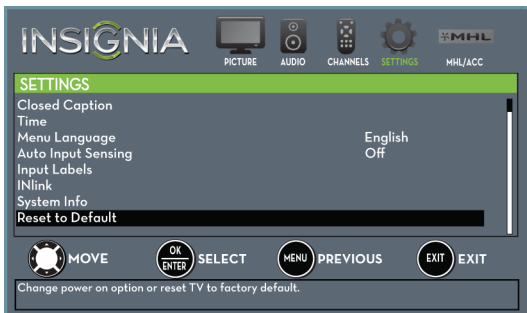 INSIGNIA
PICTURE AUDIO CHANNELS SETTINGS MHL MHL/ACC
SETTINGS
Closed Caption
Time
Menu Language English
Auto Input Sensing Off
Input Labels
INlink
System Info
Reset to Default
MOVE OK ENTER SELECT MENU PREVIOUS EXIT EXIT
Change power on option or reset TV to factory default.